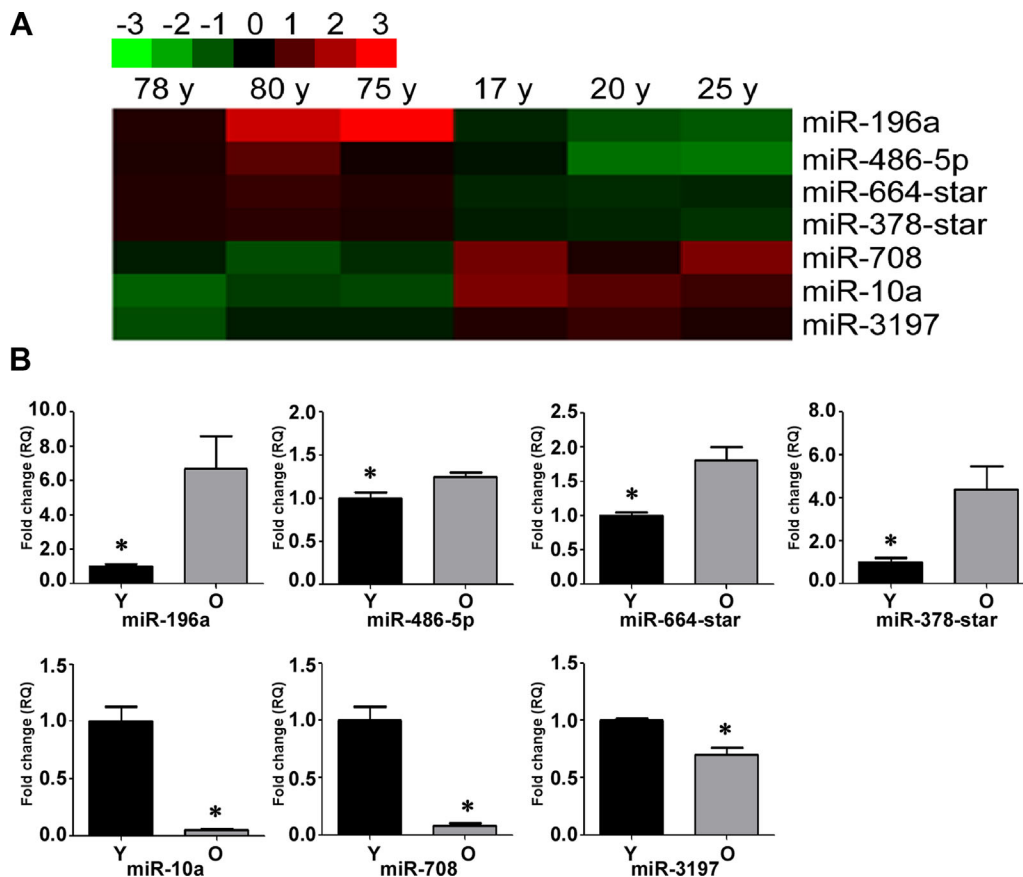 A
-3 -2 -1 0 1 2 3
78 y 80 y 75 y 17 y 20 y 25 y
miR-196a
miR-486-5p
miR-664-star
miR-378-star
miR-708
miR-10a
miR-3197
B
Fold change (RQ)
10.0
8.0
6.0
4.0
2.0
0.0
*
Y O
miR-196a
Fold change (RQ)
2.0
1.5
1.0
0.5
0.0
*
Y O
miR-486-5p
Fold change (RQ)
2.5
2.0
1.5
1.0
0.5
0.0
*
Y O
miR-664-star
Fold change (RQ)
8.0
6.0
4.0
2.0
0.0
*
Y O
miR-378-star
Fold change (RQ)
1.5
1.0
0.5
0.0
*
Y O
miR-10a
Fold change (RQ)
1.5
1.0
0.5
0.0
*
Y O
miR-708
Fold change (RQ)
1.5
1.0
0.5
0.0
*
Y O
miR-3197